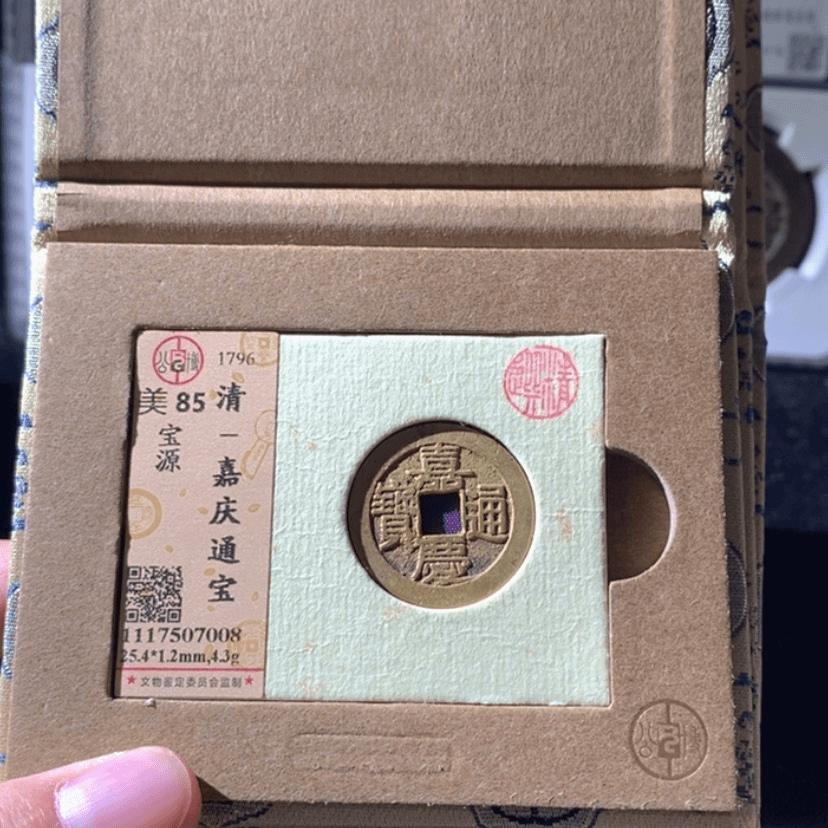 1796
美 85
清
—
嘉庆通宝
宝源
嘉慶通寶
1117507008
25.4*1.2mm,4.3g
★文物鉴定委员会监制★